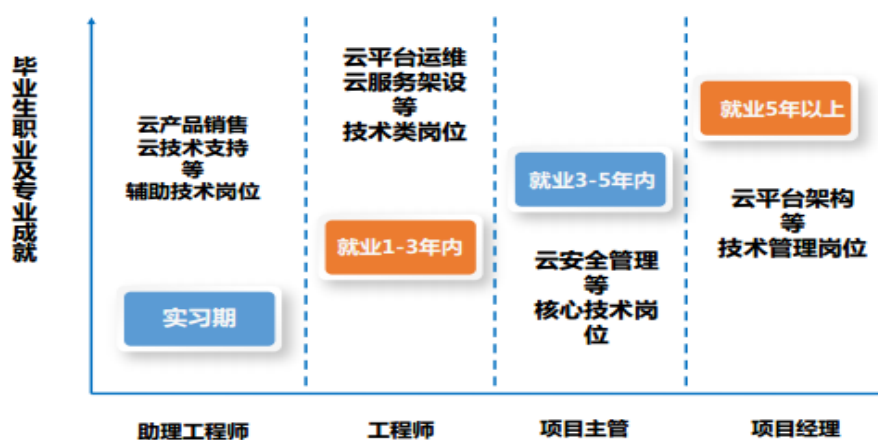 毕业生职业及专业成就
云产品销售
云技术支持
等
辅助技术岗位
实习期
云平台运维
云服务架设
等
技术类岗位
就业1-3年内
就业3-5年内
云安全管理
等
核心技术岗
位
就业5年以上
云平台架构
等
技术管理岗位
助理工程师
工程师
项目主管
项目经理